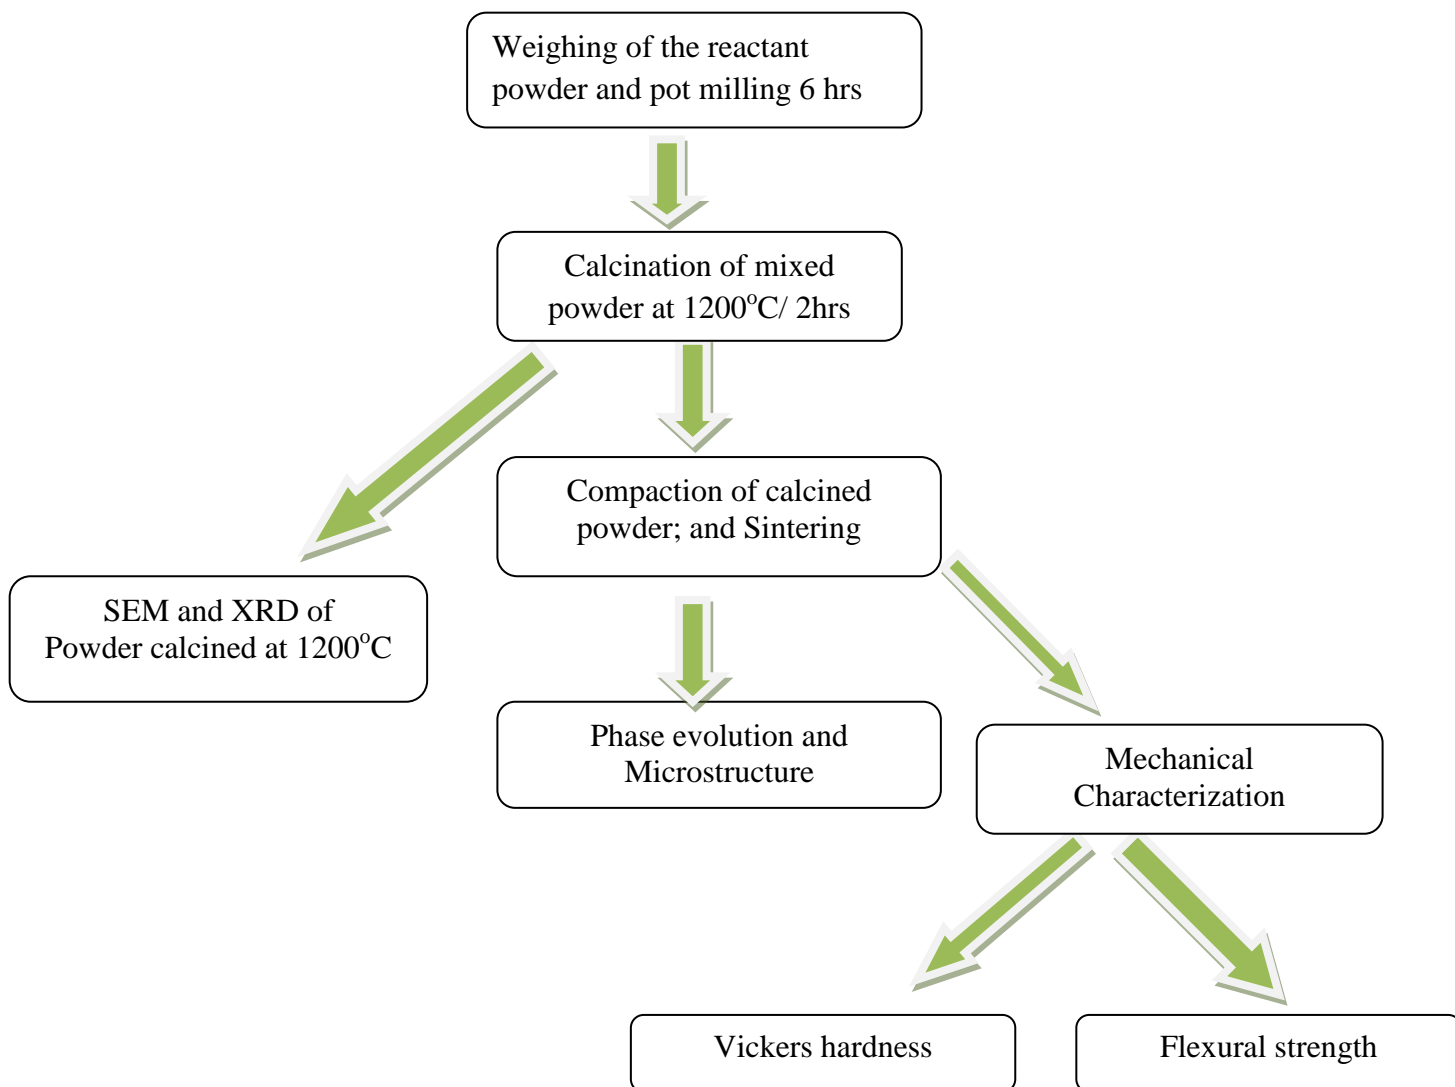 Weighing of the reactant
powder and pot milling 6 hrs
Calcination of mixed
powder at 1200°C/ 2hrs
Compaction of calcined
powder; and Sintering
SEM and XRD of
Powder calcined at 1200°C
Phase evolution and
Microstructure
Mechanical
Characterization
Vickers hardness
Flexural strength